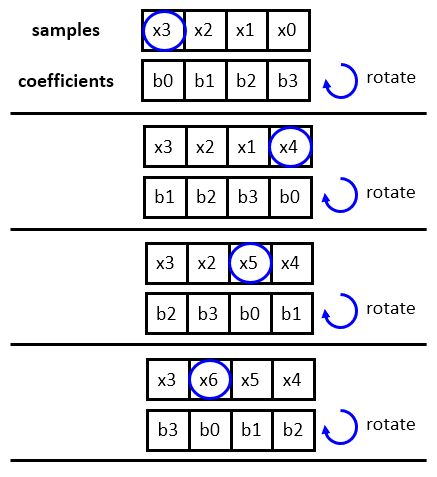 samples x3 x2 x1 x0
coefficients b0 b1 b2 b3 rotate
x3 x2 x1 x4
b1 b2 b3 b0 rotate
x3 x2 x5 x4
b2 b3 b0 b1 rotate
x3 x6 x5 x4
b3 b0 b1 b2 rotate